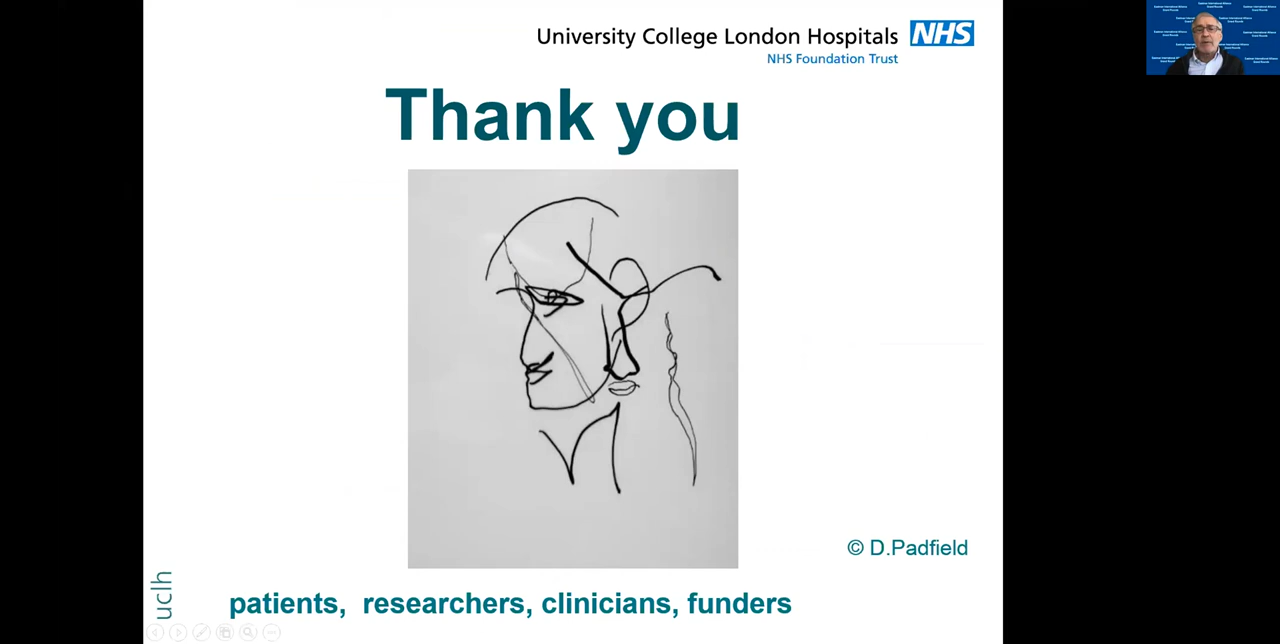 University College London Hospitals NHS
NHS Foundation Trust
Thank you
© D.Padfield
uclh
patients, researchers, clinicians, funders